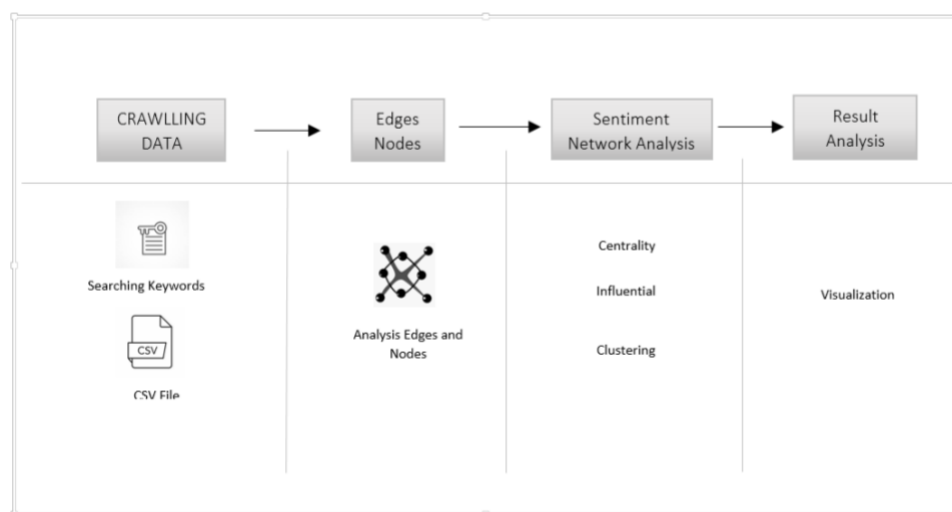 CRAWLLING
DATA
Edges
Nodes
Sentiment
Network Analysis
Result
Analysis
Searching Keywords
CSV
CSV File
Analysis Edges and
Nodes
Centrality
Influential
Clustering
Visualization